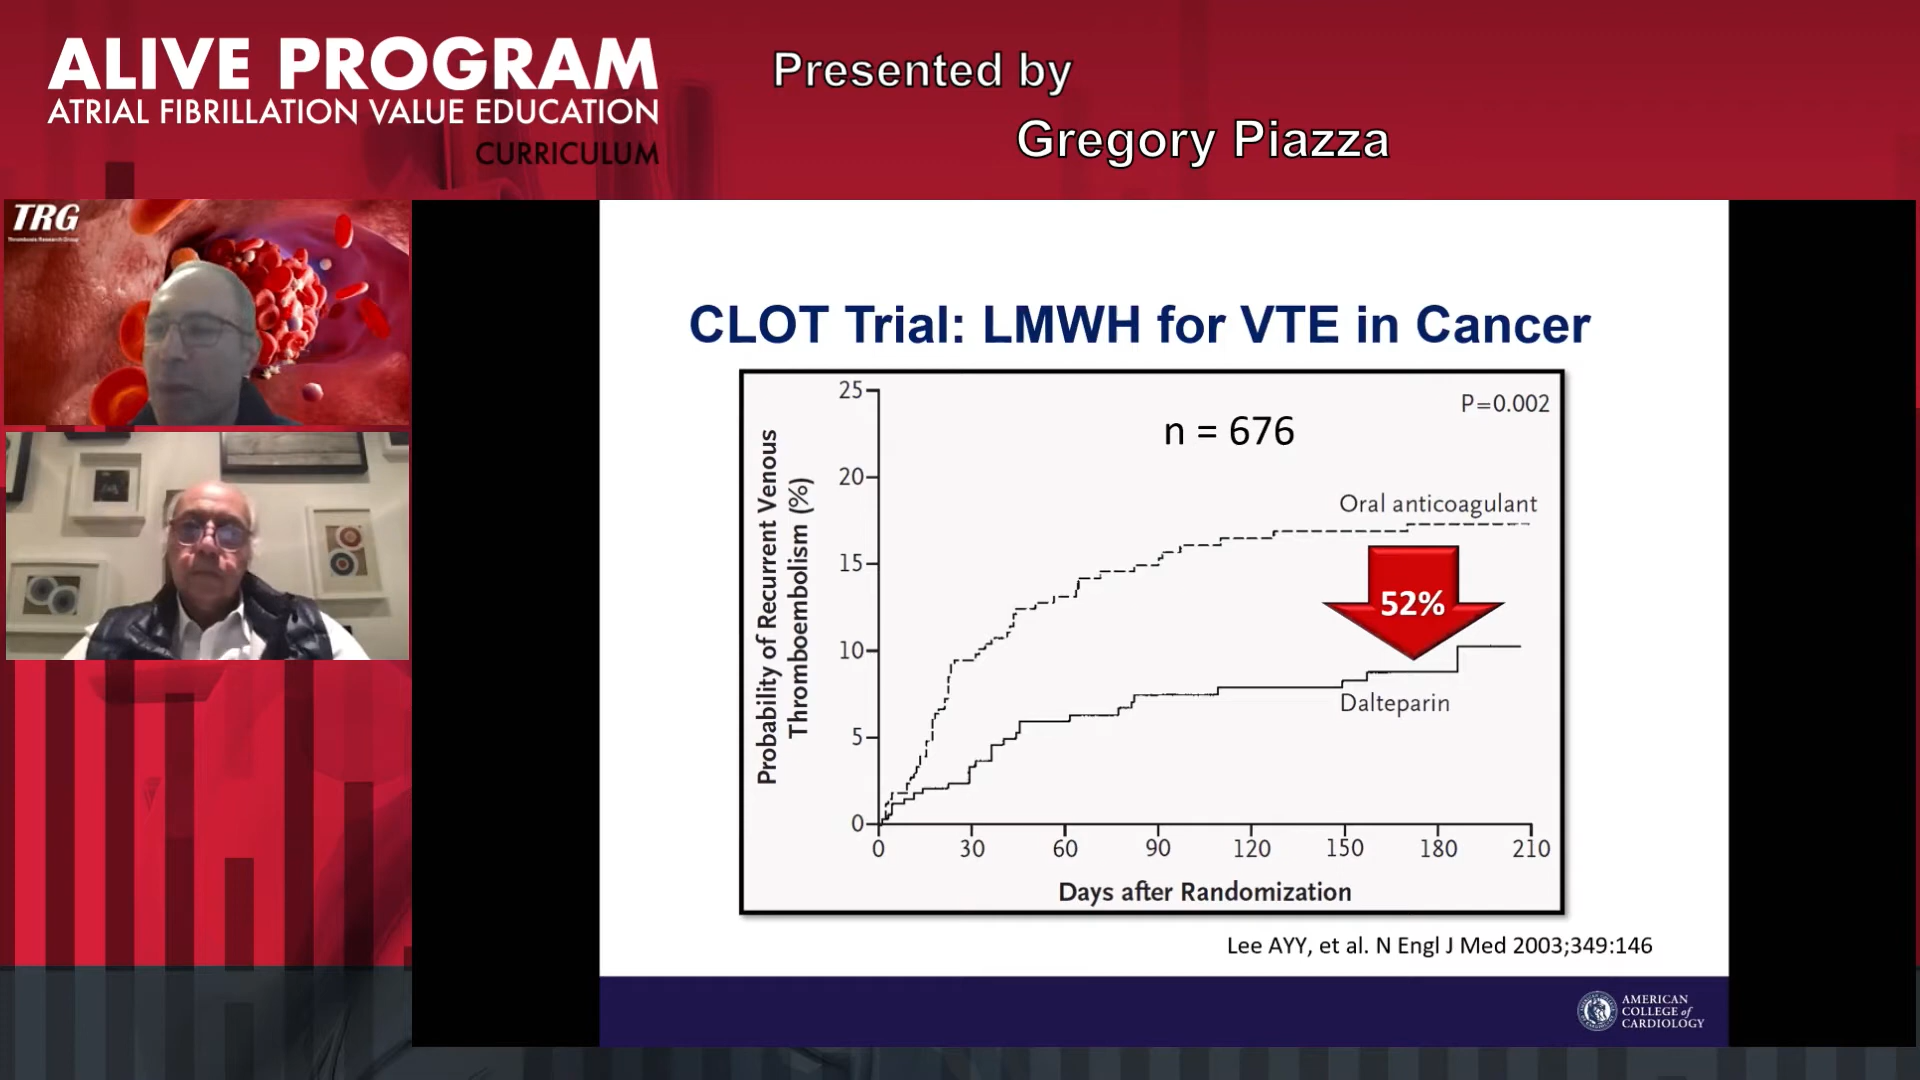 ALIVE PROGRAM
ATRIAL FIBRILLATION VALUE EDUCATION
CURRICULUM
Presented by
Gregory Piazza
TRG
Thrombosis Research Group
CLOT Trial: LMWH for VTE in Cancer
25
20
15
10
5
0
Probability of Recurrent Venous
Thromboembolism (%)
n = 676
P=0.002
Oral anticoagulant
52%
Dalteparin
0 30 60 90 120 150 180 210
Days after Randomization
Lee AYY, et al. N Engl J Med 2003;349:146
AMERICAN
COLLEGE of
CARDIOLOGY